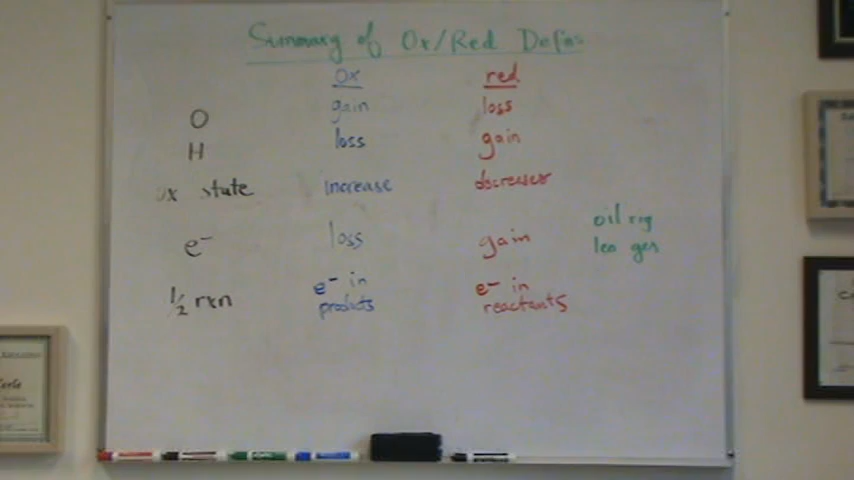 Summary of Ox/Red Defns
ox red
O gain loss
H loss gain
ox state increase decreases
e⁻ loss gain
oil rig
leo ger
½ rxn e⁻ in products e⁻ in reactants